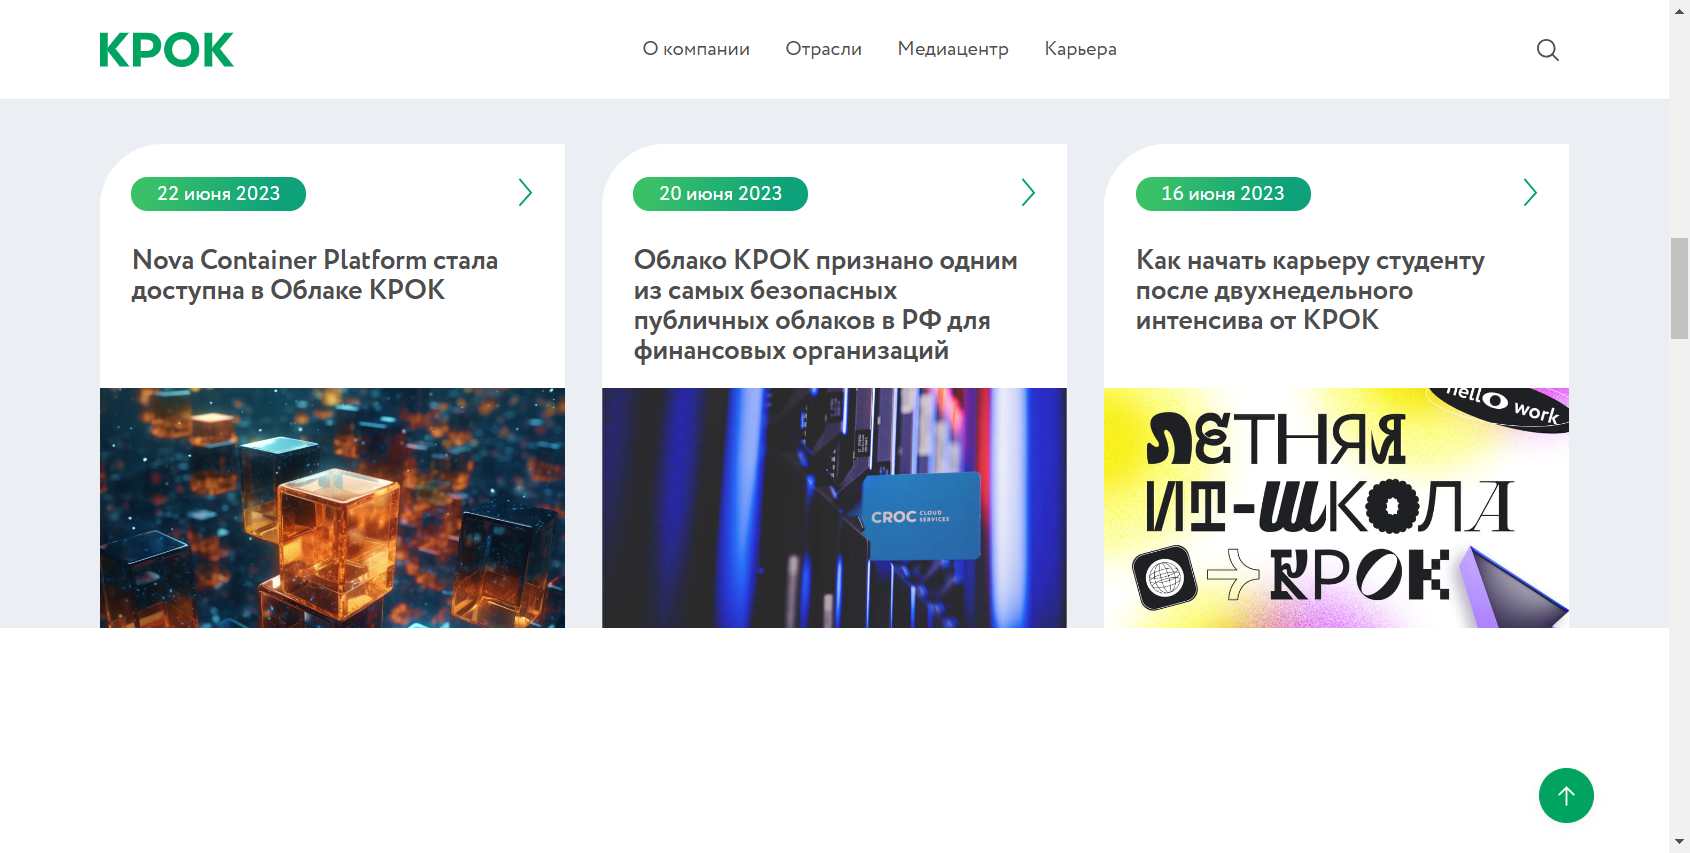 КРОК
О компании Отрасли Медиацентр Карьера
22 июня 2023
Nova Container Platform стала
доступна в Облаке КРОК
20 июня 2023
Облако КРОК признано одним
из самых безопасных
публичных облаков в РФ для
финансовых организаций
CROC CLOUD
SERVICES
16 июня 2023
Как начать карьеру студенту
после двухнедельного
интенсива от КРОК
hellO work
ЛЕТНЯЯ
ИТ-ШКОЛА
КРОК